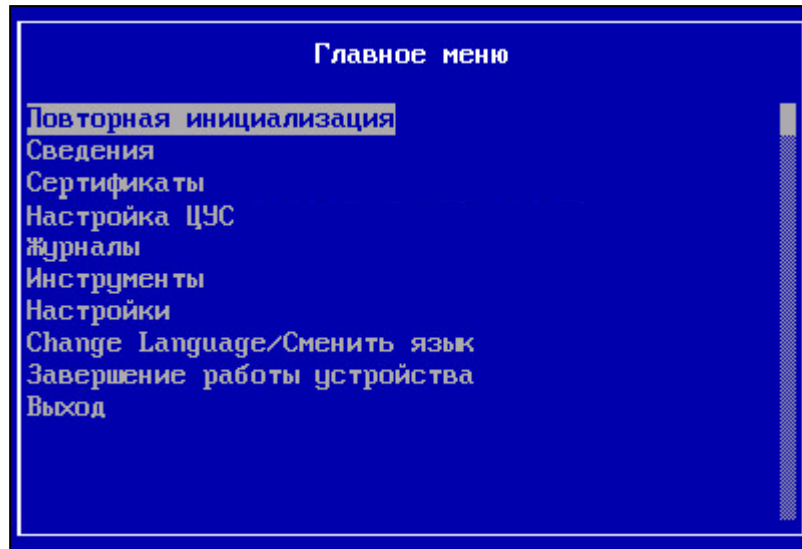 Главное меню
Повторная инициализация
Сведения
Сертификаты
Настройка ЦУС
Журналы
Инструменты
Настройки
Change Language/Сменить язык
Завершение работы устройства
Выход